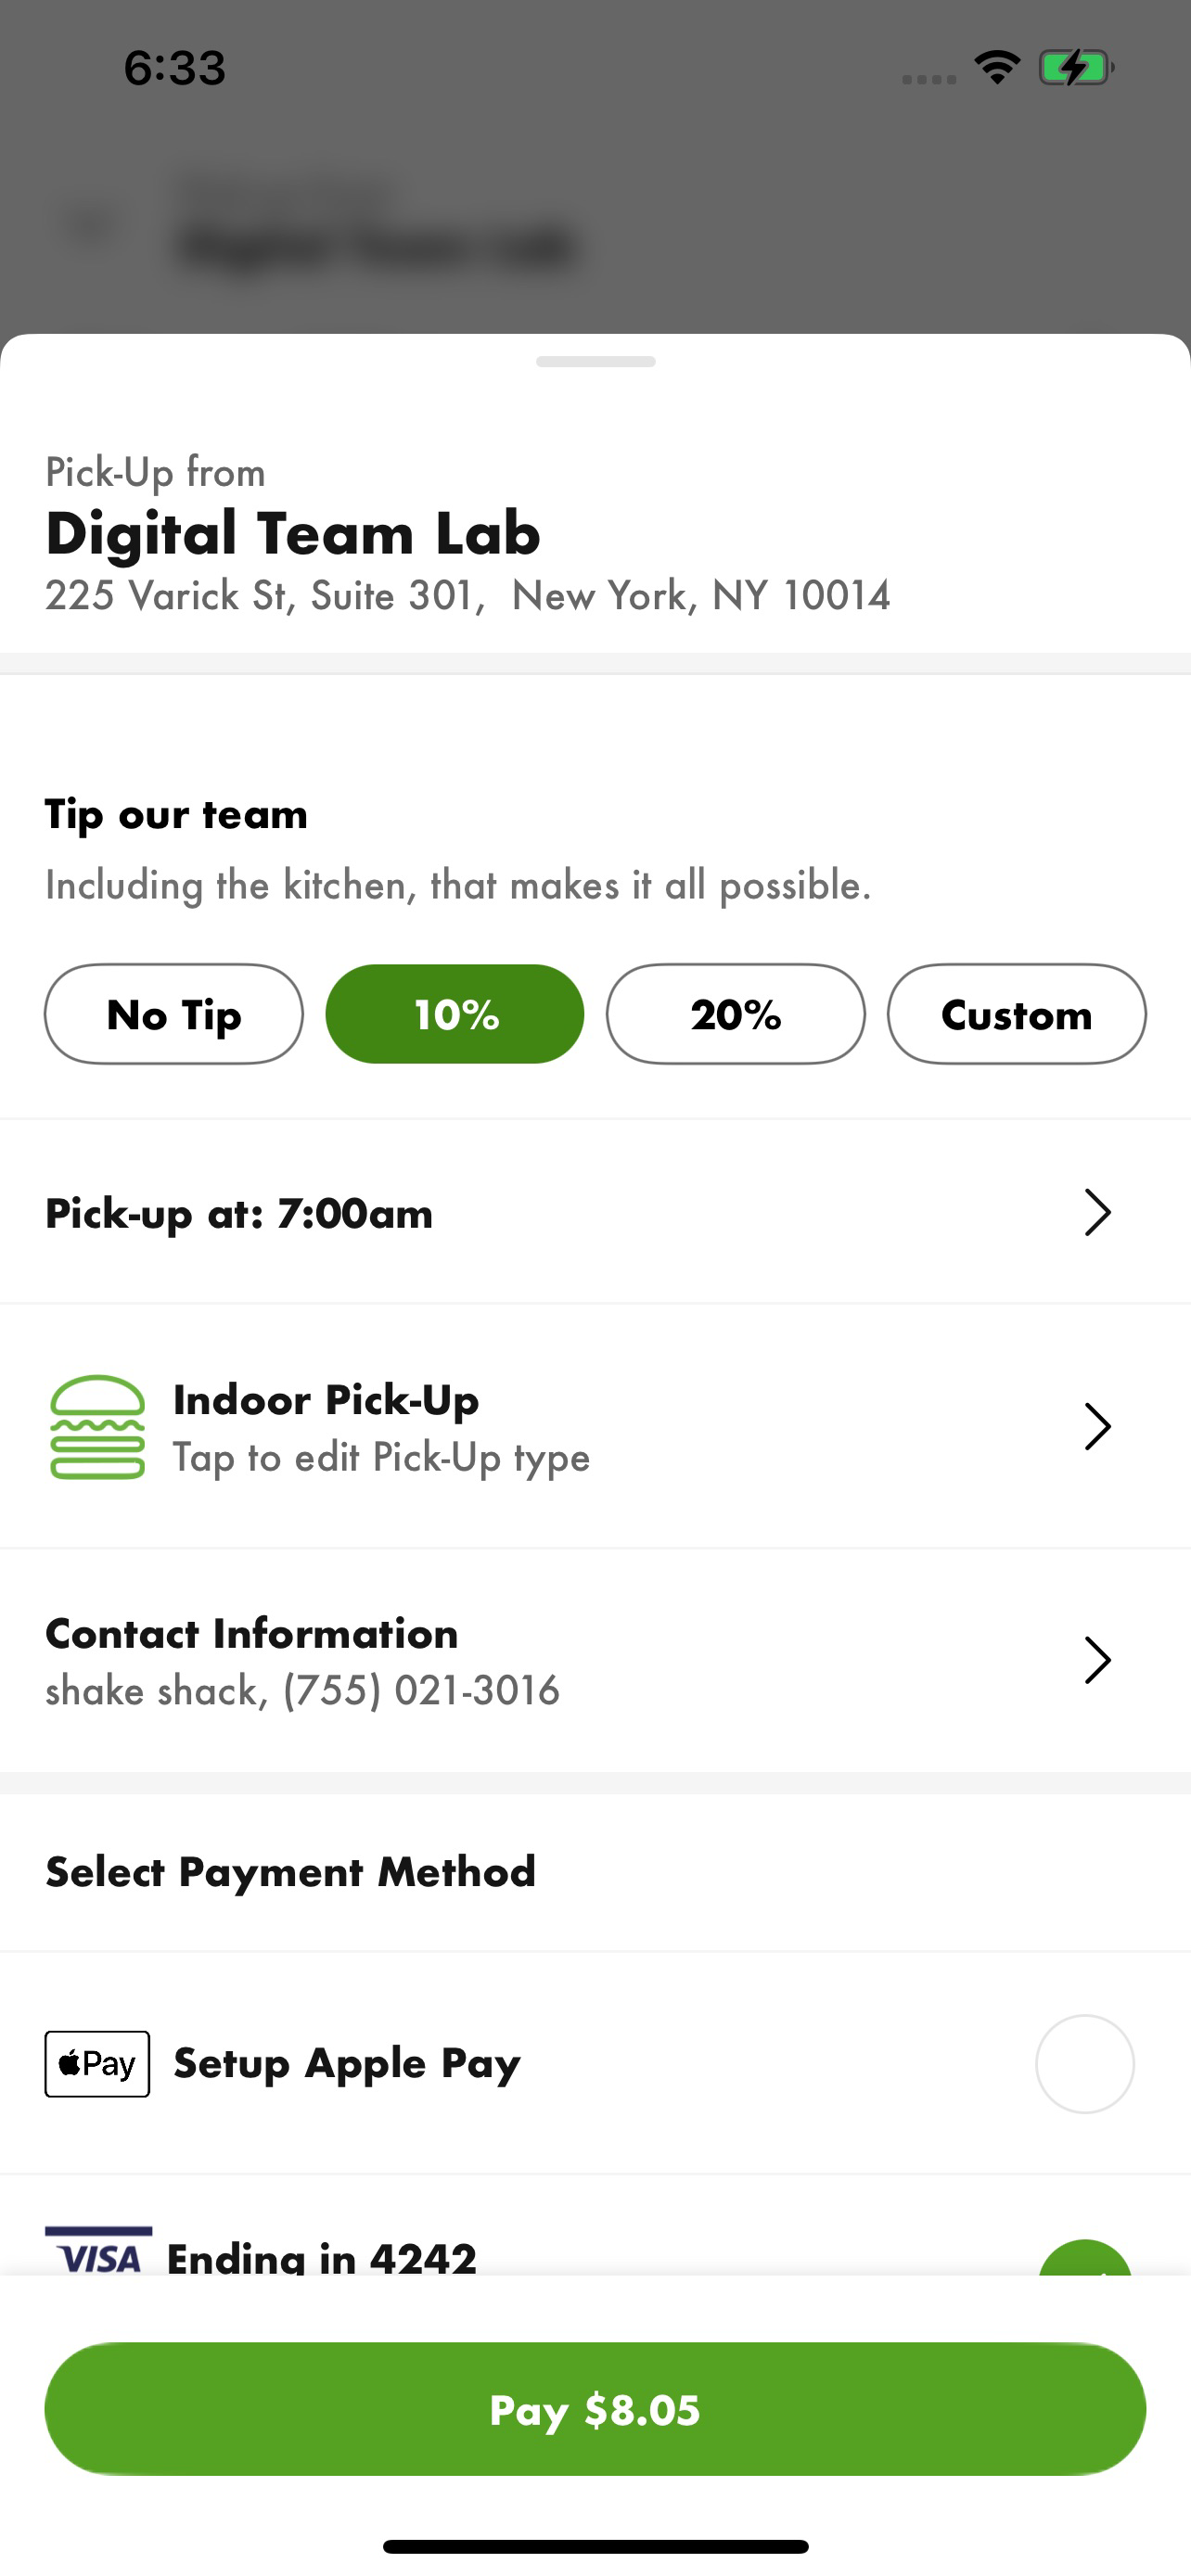 6:33
Digital Team Lab
Pick-Up from
Digital Team Lab
225 Varick St, Suite 301, New York, NY 10014
Tip our team
Including the kitchen, that makes it all possible.
No Tip 10% 20% Custom
Pick-up at: 7:00am
Indoor Pick-Up
Tap to edit Pick-Up type
Contact Information
shake shack, (755) 021-3016
Select Payment Method
Pay Setup Apple Pay
VISA Ending in 4242
Pay $8.05